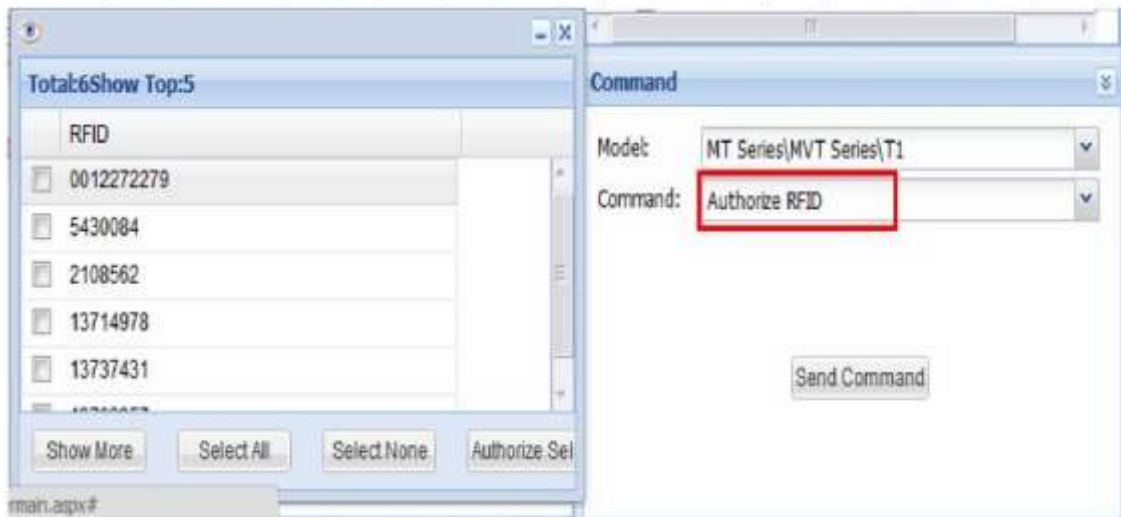 Total:6Show Top:5
RFID
0012272279
5430084
2108562
13714978
13737431
Show More
Select All
Select None
Authorize Sel
main.aspx#
Command
Model:
MT Series\MVT Series\T1
Command:
Authorize RFID
Send Command